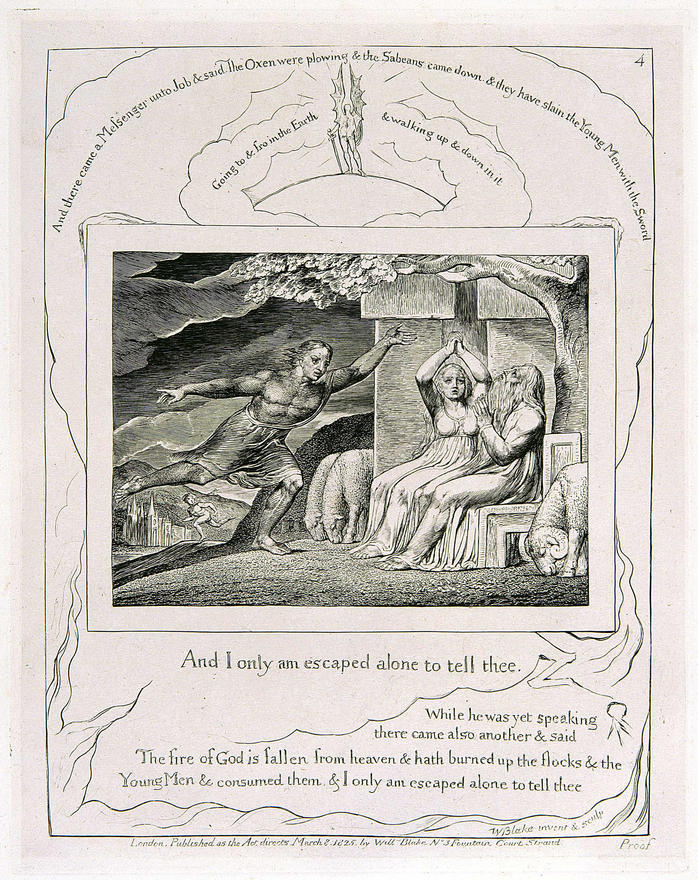 4
And there came a Meſsenger unto Job & said The Oxen were plowing & the Sabeans came down & they have slain the Young Men with the Sword
Going to & fro in the Earth & walking up & down in it
And I only am escaped alone to tell thee.
While he was yet speaking
there came also another & said
The fire of God is fallen from heaven & hath burned up the flocks & the
Young Men & consumed them & I only am escaped alone to tell thee
WBlake invent & sculp
London. Published as the Act directs March 8. 1825. by Will Blake N 3 Fountain Court Strand
Proof